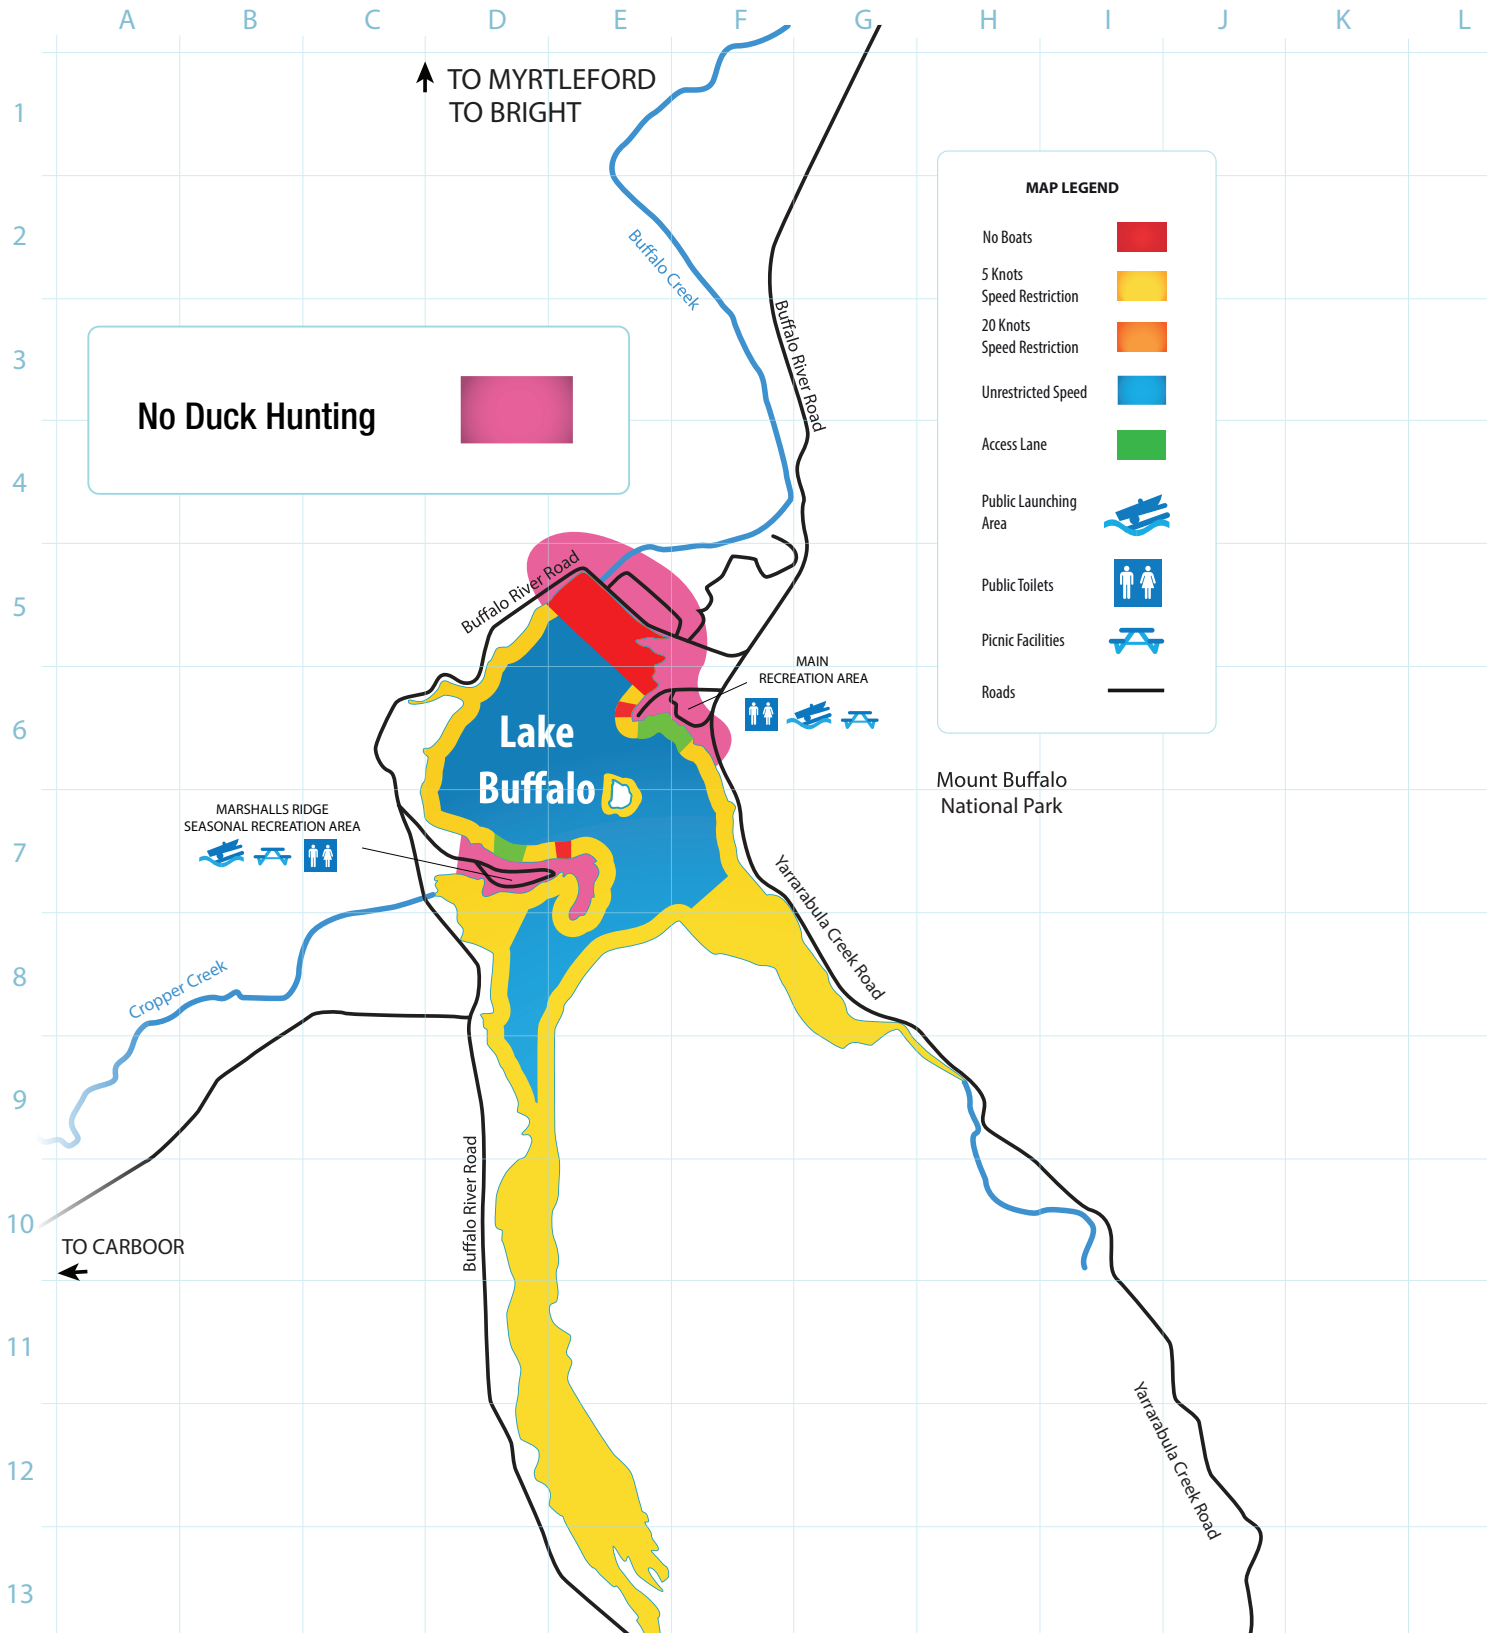 A B C D E F G H I J K L
1
2
3
4
5
6
7
8
9
10
11
12
13
TO MYRTLEFORD
TO BRIGHT
Buffalo Creek
Buffalo River Road
MAP LEGEND
No Boats
5 Knots
Speed Restriction
20 Knots
Speed Restriction
Unrestricted Speed
Access Lane
Public Launching
Area
Public Toilets
Picnic Facilities
Roads
No Duck Hunting
Buffalo River Road
MAIN
RECREATION AREA
Lake
Buffalo
Mount Buffalo
National Park
MARSHALLS RIDGE
SEASONAL RECREATION AREA
Yarrarabula Creek Road
Cropper Creek
Buffalo River Road
TO CARBOOR
Yarrarabula Creek Road